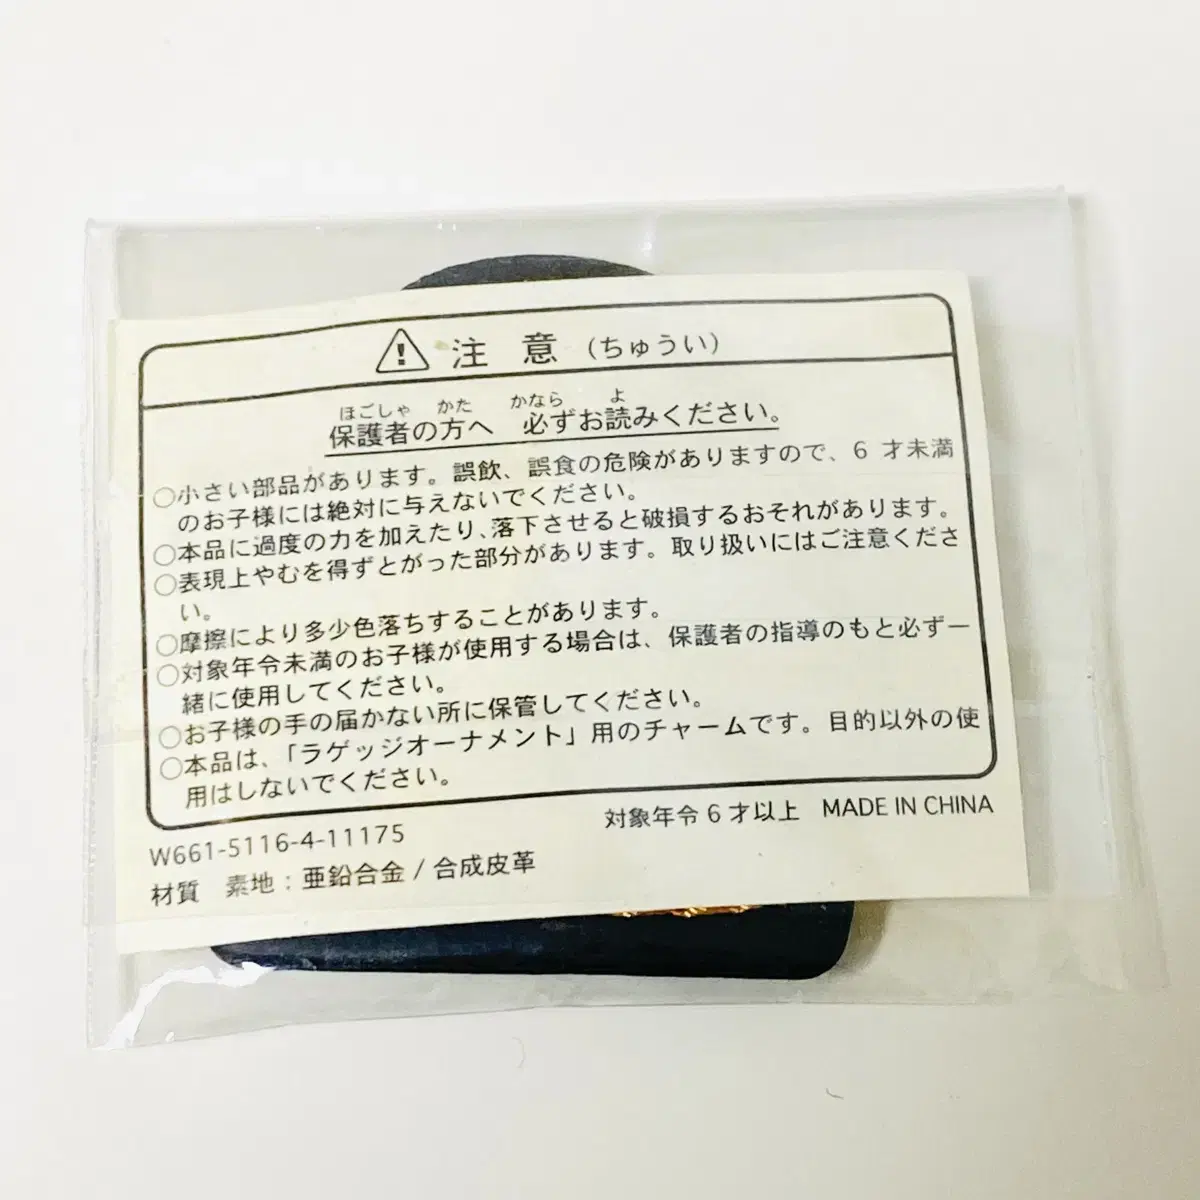 注 意 (ちゅうい)
ほごしゃ かた かなら よ
保護者の方へ 必ずお読みください。
○小さい部品があります。誤飲、誤食の危険がありますので、6 才未満
のお子様には絶対に与えないでください。
○本品に過度の力を加えたり、落下させると破損するおそれがあります。
○表現上やむを得ずとがった部分があります。取り扱いにはご注意くださ
い。
○摩擦により多少色落ちすることがあります。
○対象年令未満のお子様が使用する場合は、保護者の指導のもと必ず一
緒に使用してください。
○お子様の手の届かない所に保管してください。
○本品は、「ラゲッジオーナメント」用のチャームです。目的以外の使
用はしないでください。
対象年令 6 才以上 MADE IN CHINA
W661-5116-4-11175
材質 素地 : 亜鉛合金 / 合成皮革